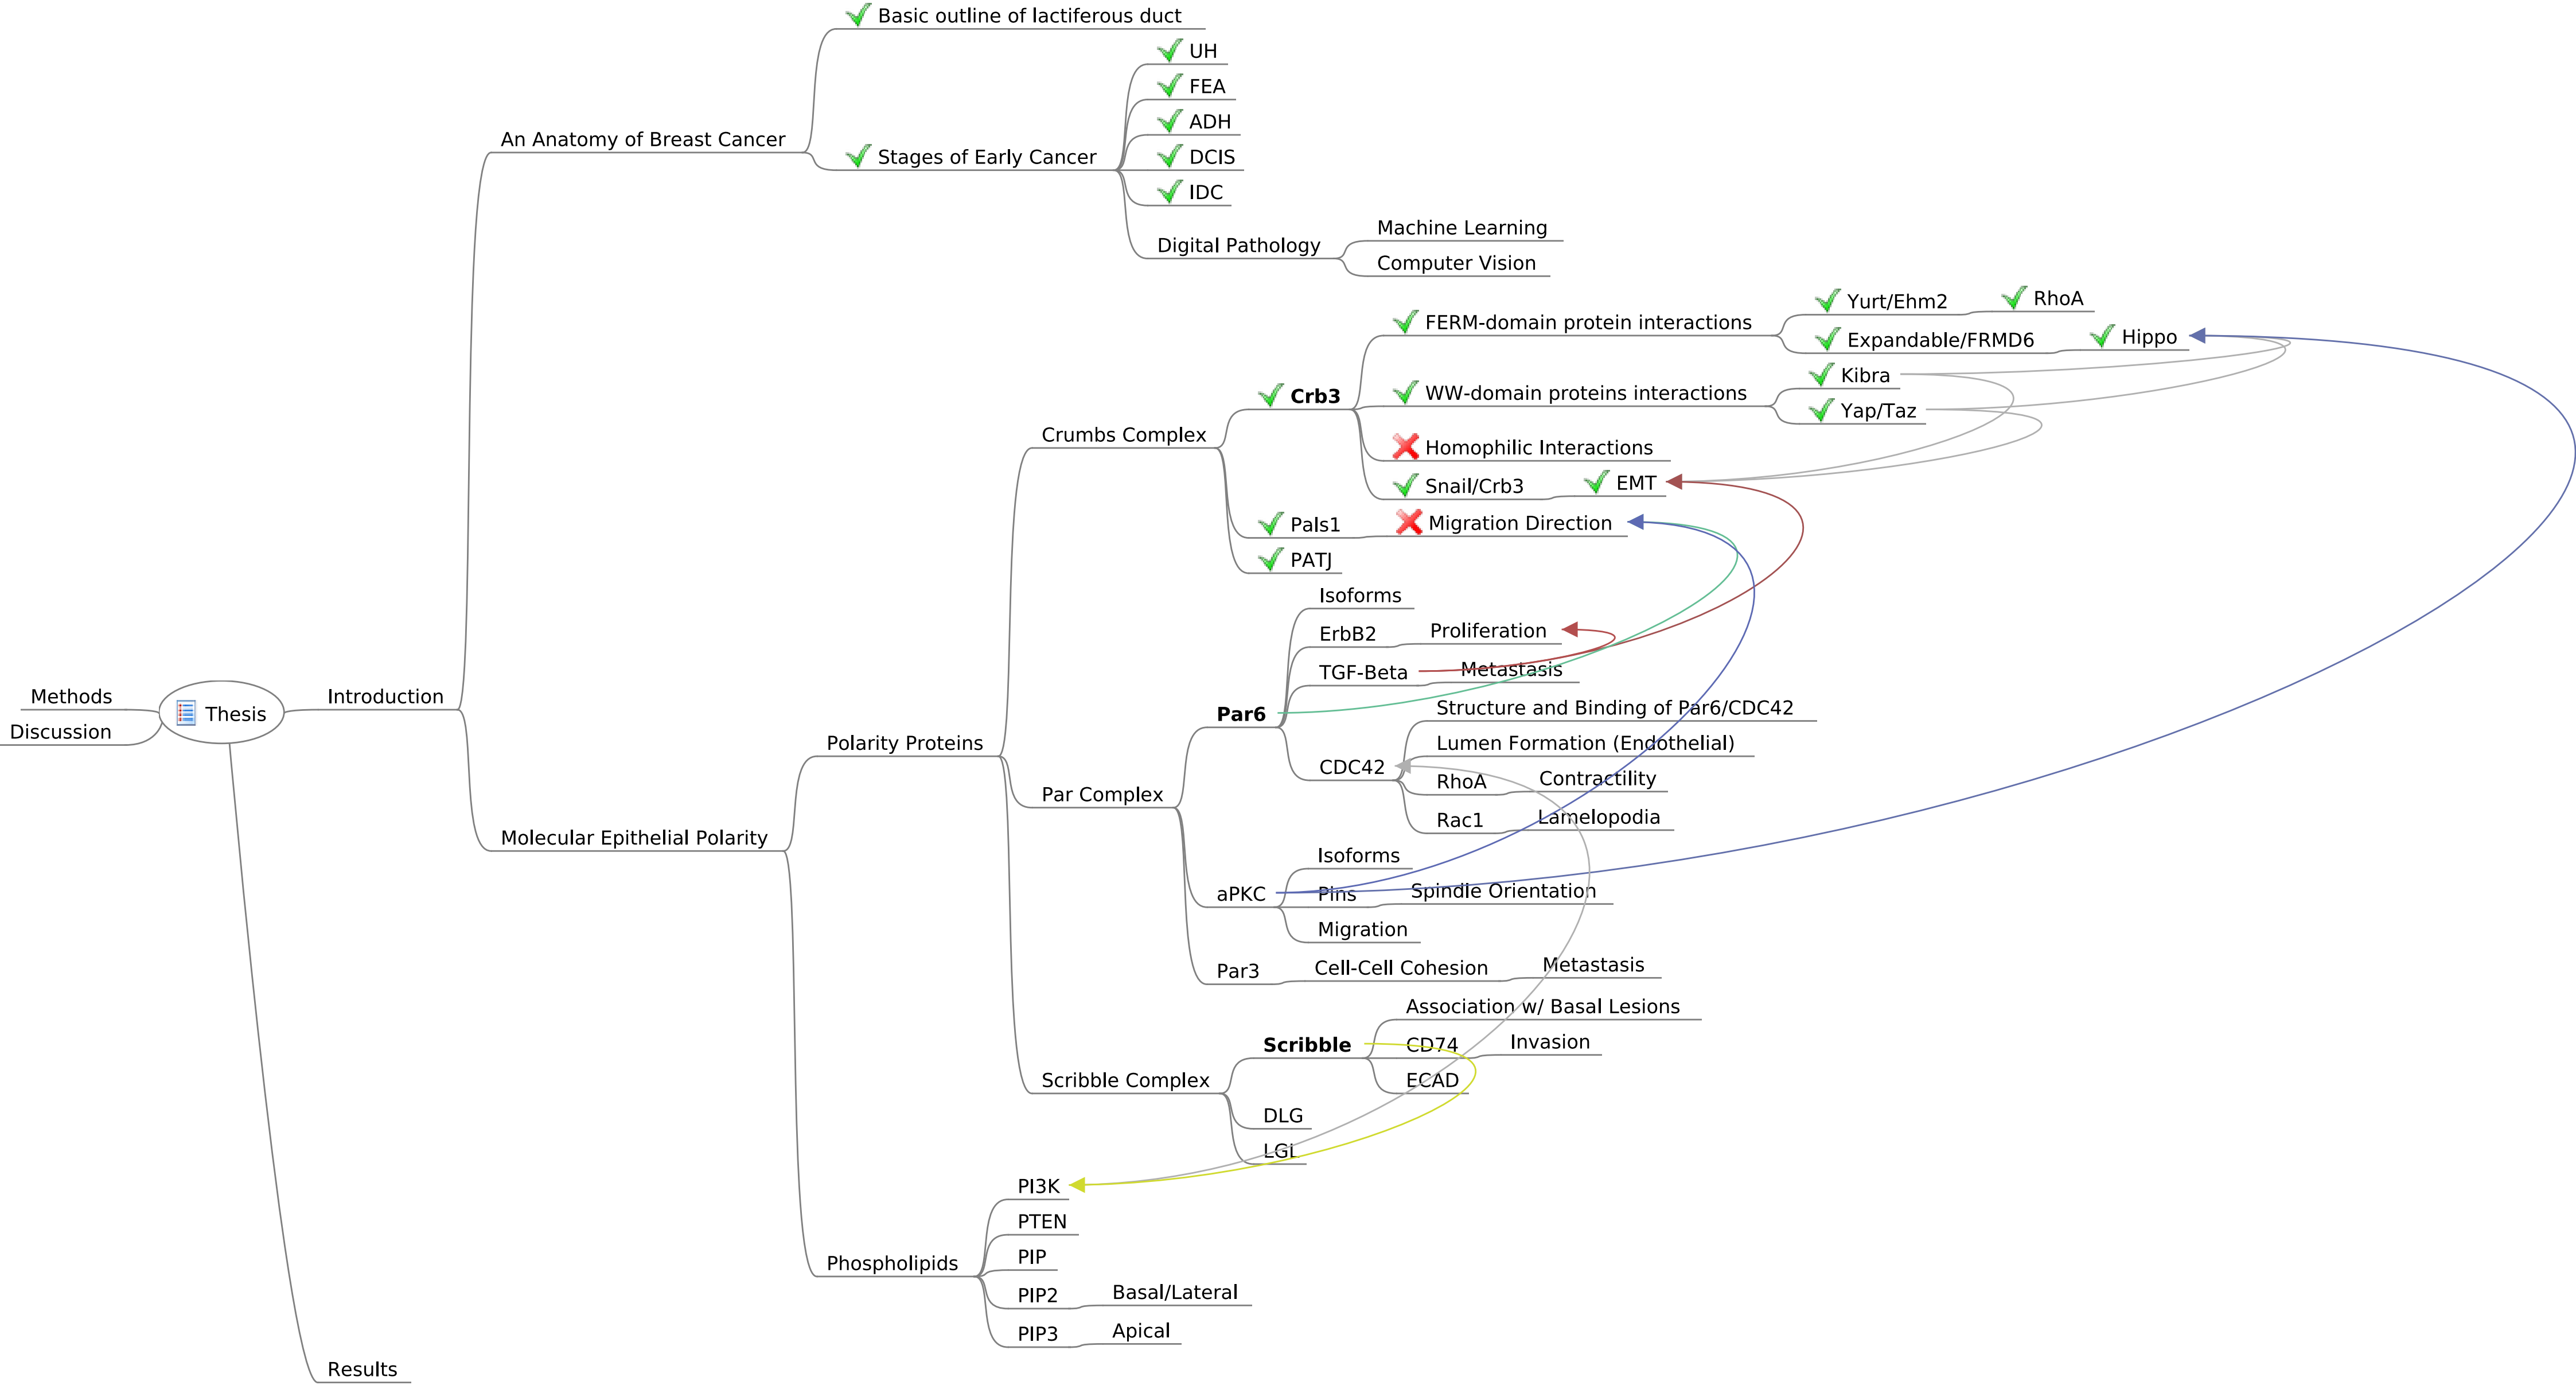 Basic outline of lactiferous duct
UH
FEA
ADH
An Anatomy of Breast Cancer
Stages of Early Cancer
DCIS
IDC
Machine Learning
Digital Pathology
Computer Vision
Yurt/Ehm2
RhoA
FERM-domain protein interactions
Expandable/FRMD6
Hippo
Kibra
Crb3
WW-domain proteins interactions
Yap/Taz
Crumbs Complex
Homophilic Interactions
Snail/Crb3
EMT
Pals1
Migration Direction
PATJ
Isoforms
ErbB2
Proliferation
TGF-Beta
Metastasis
Methods
Thesis
Introduction
Par6
Structure and Binding of Par6/CDC42
Discussion
Polarity Proteins
Lumen Formation (Endothelial)
CDC42
RhoA
Contractility
Par Complex
Rac1
Lamelopodia
Molecular Epithelial Polarity
Isoforms
aPKC
Pins
Spindle Orientation
Migration
Par3
Cell-Cell Cohesion
Metastasis
Association w/ Basal Lesions
Scribble
CD74
Invasion
Scribble Complex
ECAD
DLG
LGL
PI3K
PTEN
PIP
Phospholipids
PIP2
Basal/Lateral
PIP3
Apical
Results